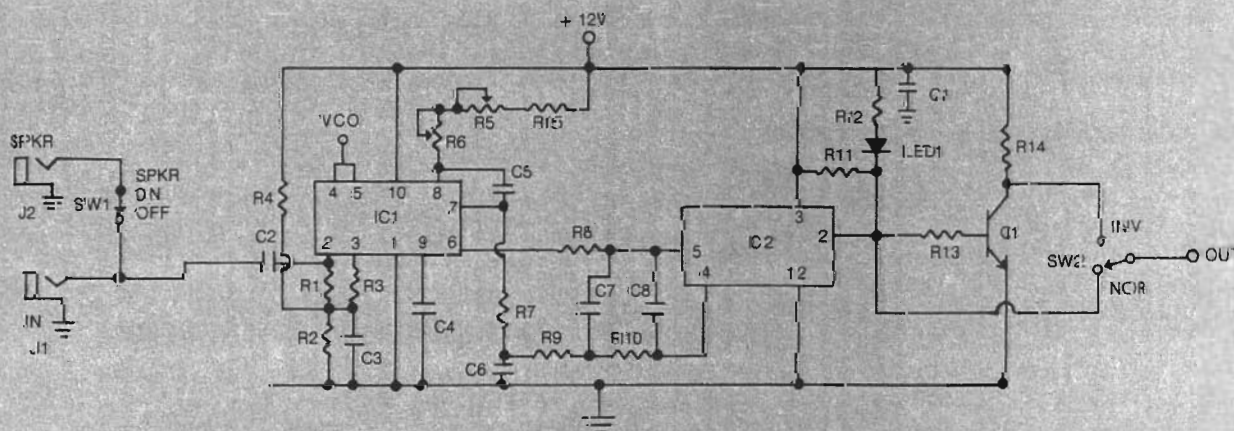 + 12V
SPKR
J2
SW1
SPKR
ON
OFF
IN
J1
C2
R4
VCO
4 5 10 8
IC1
7
2 3 1 9 6
R1
R3
R2
C3
C4
R6
R5
R15
C5
R7
C6
R8
C7
C8
R9
R10
5
4
IC2
3
2
12
R11
R12
LED1
R13
R14
Q1
INV
SW2
NOR
OUT